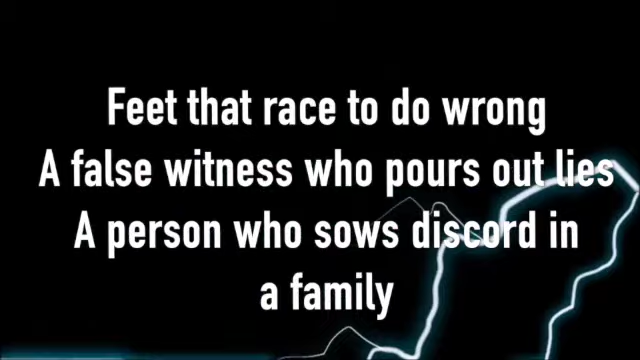 Feet that race to do wrong
A false witness who pours out lies
A person who sows discord in
a family